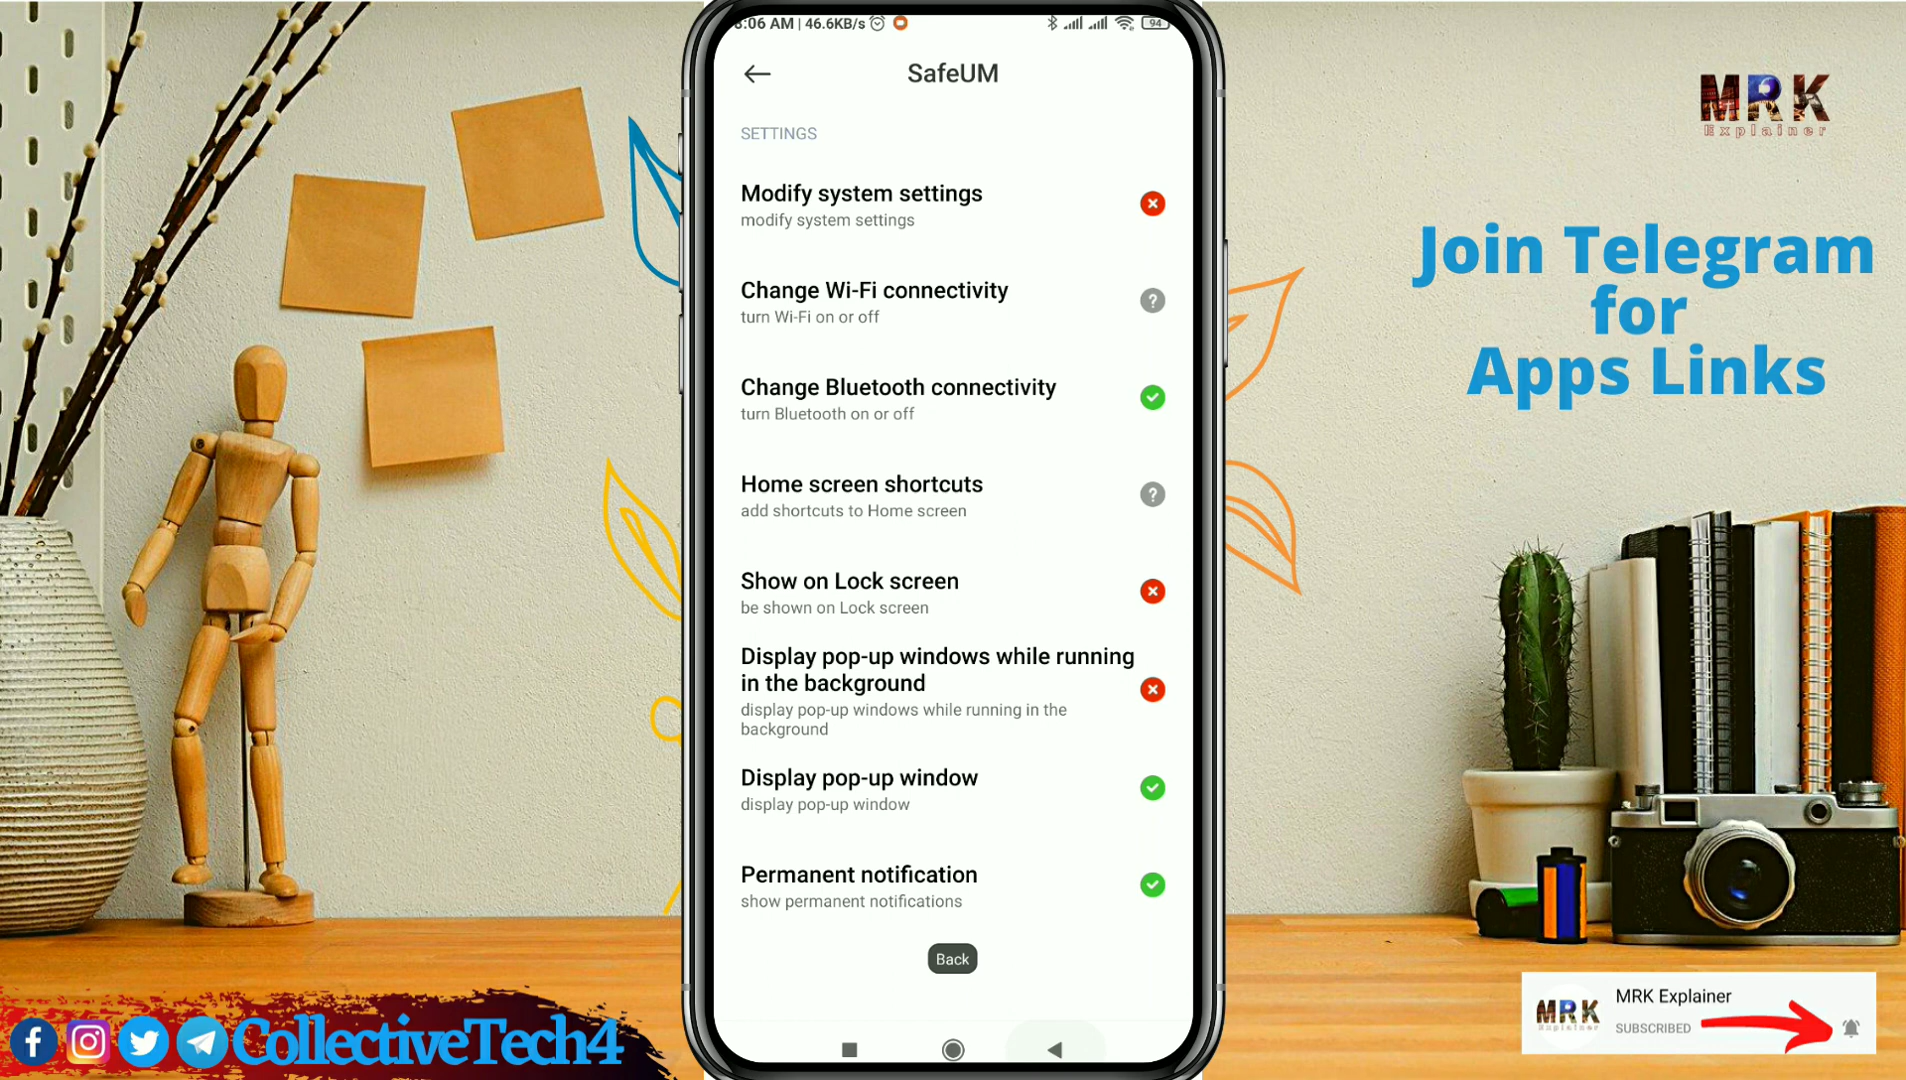 :06 AM | 46.6KB/s
94
SafeUM
SETTINGS
Modify system settings
modify system settings
Change Wi-Fi connectivity
turn Wi-Fi on or off
Change Bluetooth connectivity
turn Bluetooth on or off
Home screen shortcuts
add shortcuts to Home screen
Show on Lock screen
be shown on Lock screen
Display pop-up windows while running
in the background
display pop-up windows while running in the
background
Display pop-up window
display pop-up window
Permanent notification
show permanent notifications
Back
MRK
Explainer
Join Telegram
for
Apps Links
CollectiveTech4
MRK
Explainer
MRK Explainer
SUBSCRIBED